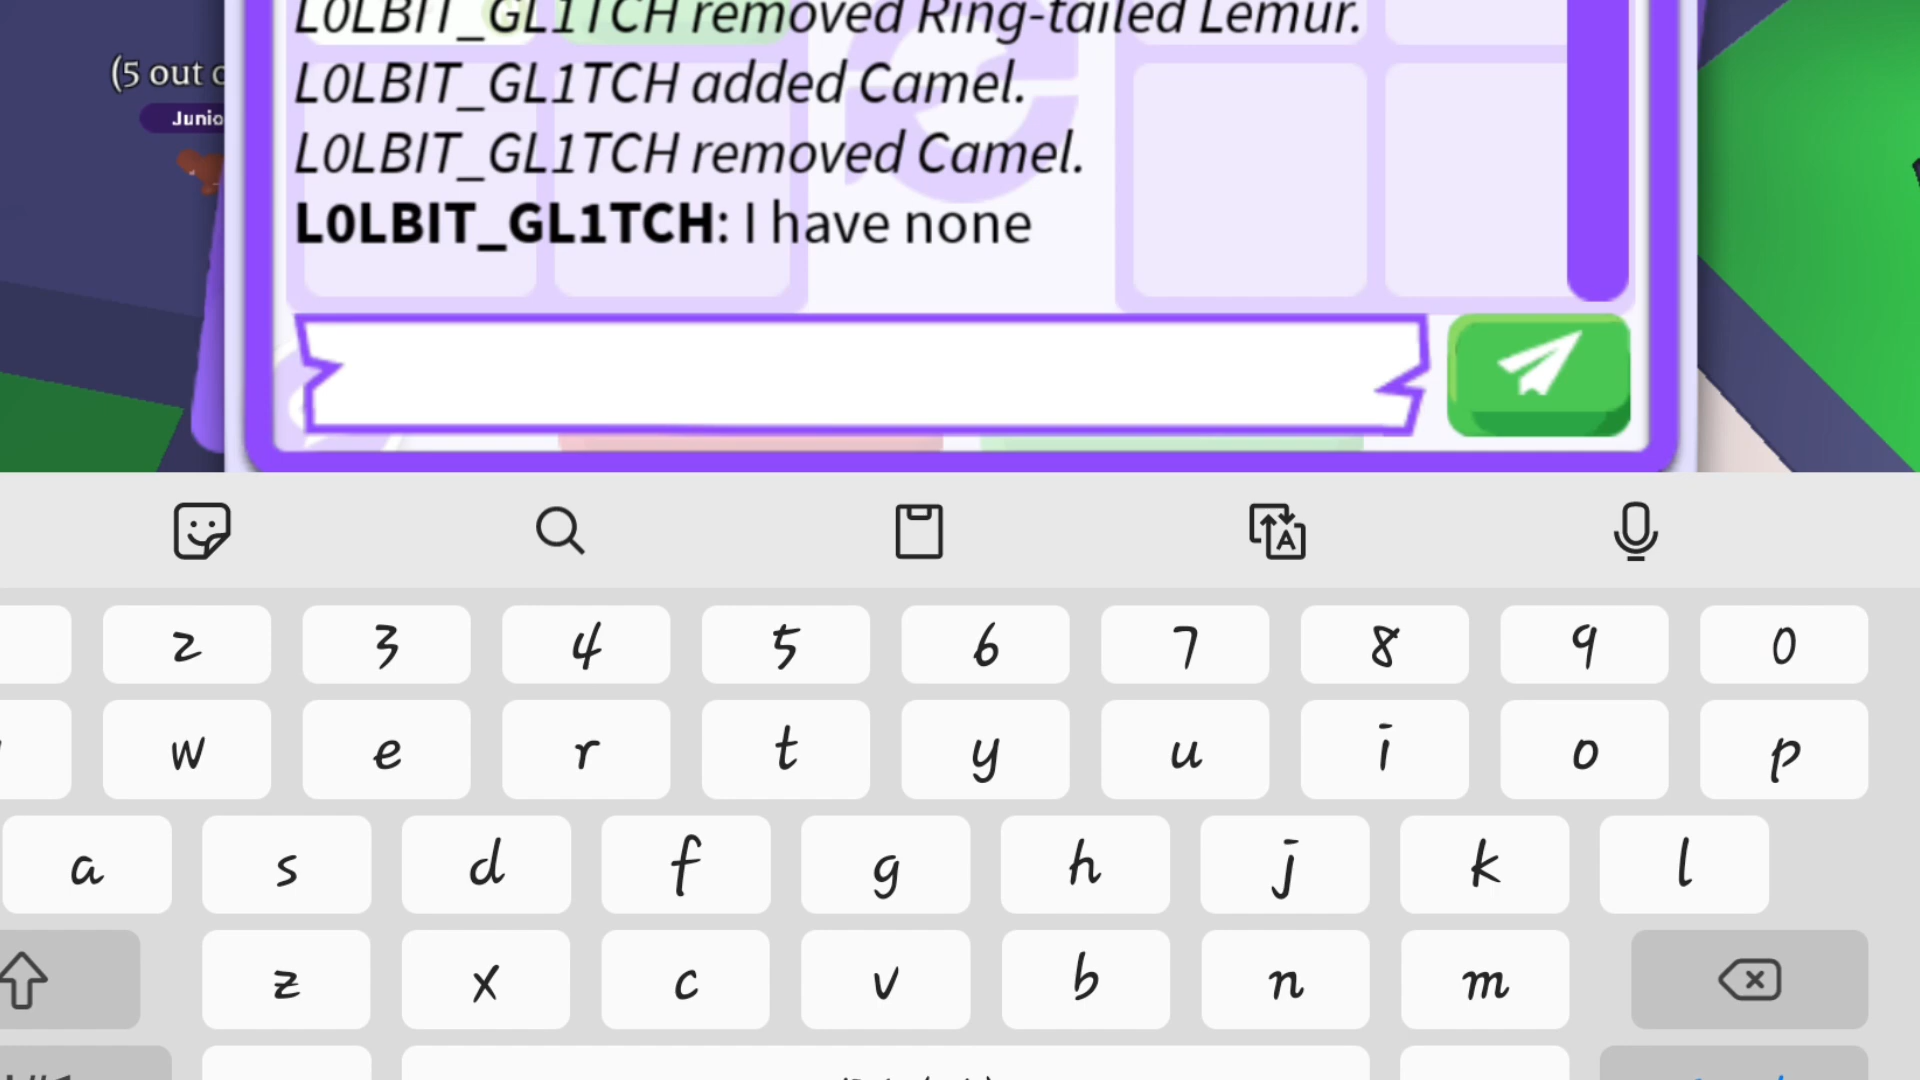 L0LBIT_GL1TCH removed Ring-tailed Lemur.
(5 out
L0LBIT_GL1TCH added Camel.
Junio
L0LBIT_GL1TCH removed Camel.
L0LBIT_GL1TCH: I have none
2 3 4 5 6 7 8 9 0
w e r t y u i o p
a s d f g h j k l
z x c v b n m